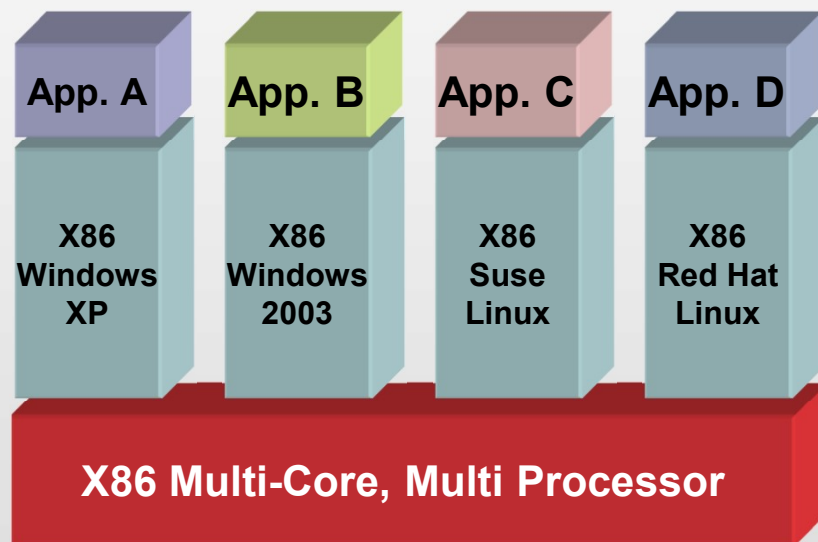 App. A
App. B
App. C
App. D
X86
Windows
XP
X86
Windows
2003
X86
Suse
Linux
X86
Red Hat
Linux
X86 Multi-Core, Multi Processor